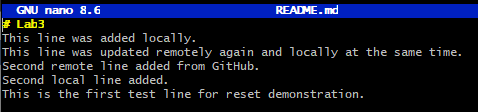 GNU nano 8.6 README.md
# Lab3
This line was added locally.
This line was updated remotely again and locally at the same time.
Second remote line added from GitHub.
Second local line added.
This is the first test line for reset demonstration.